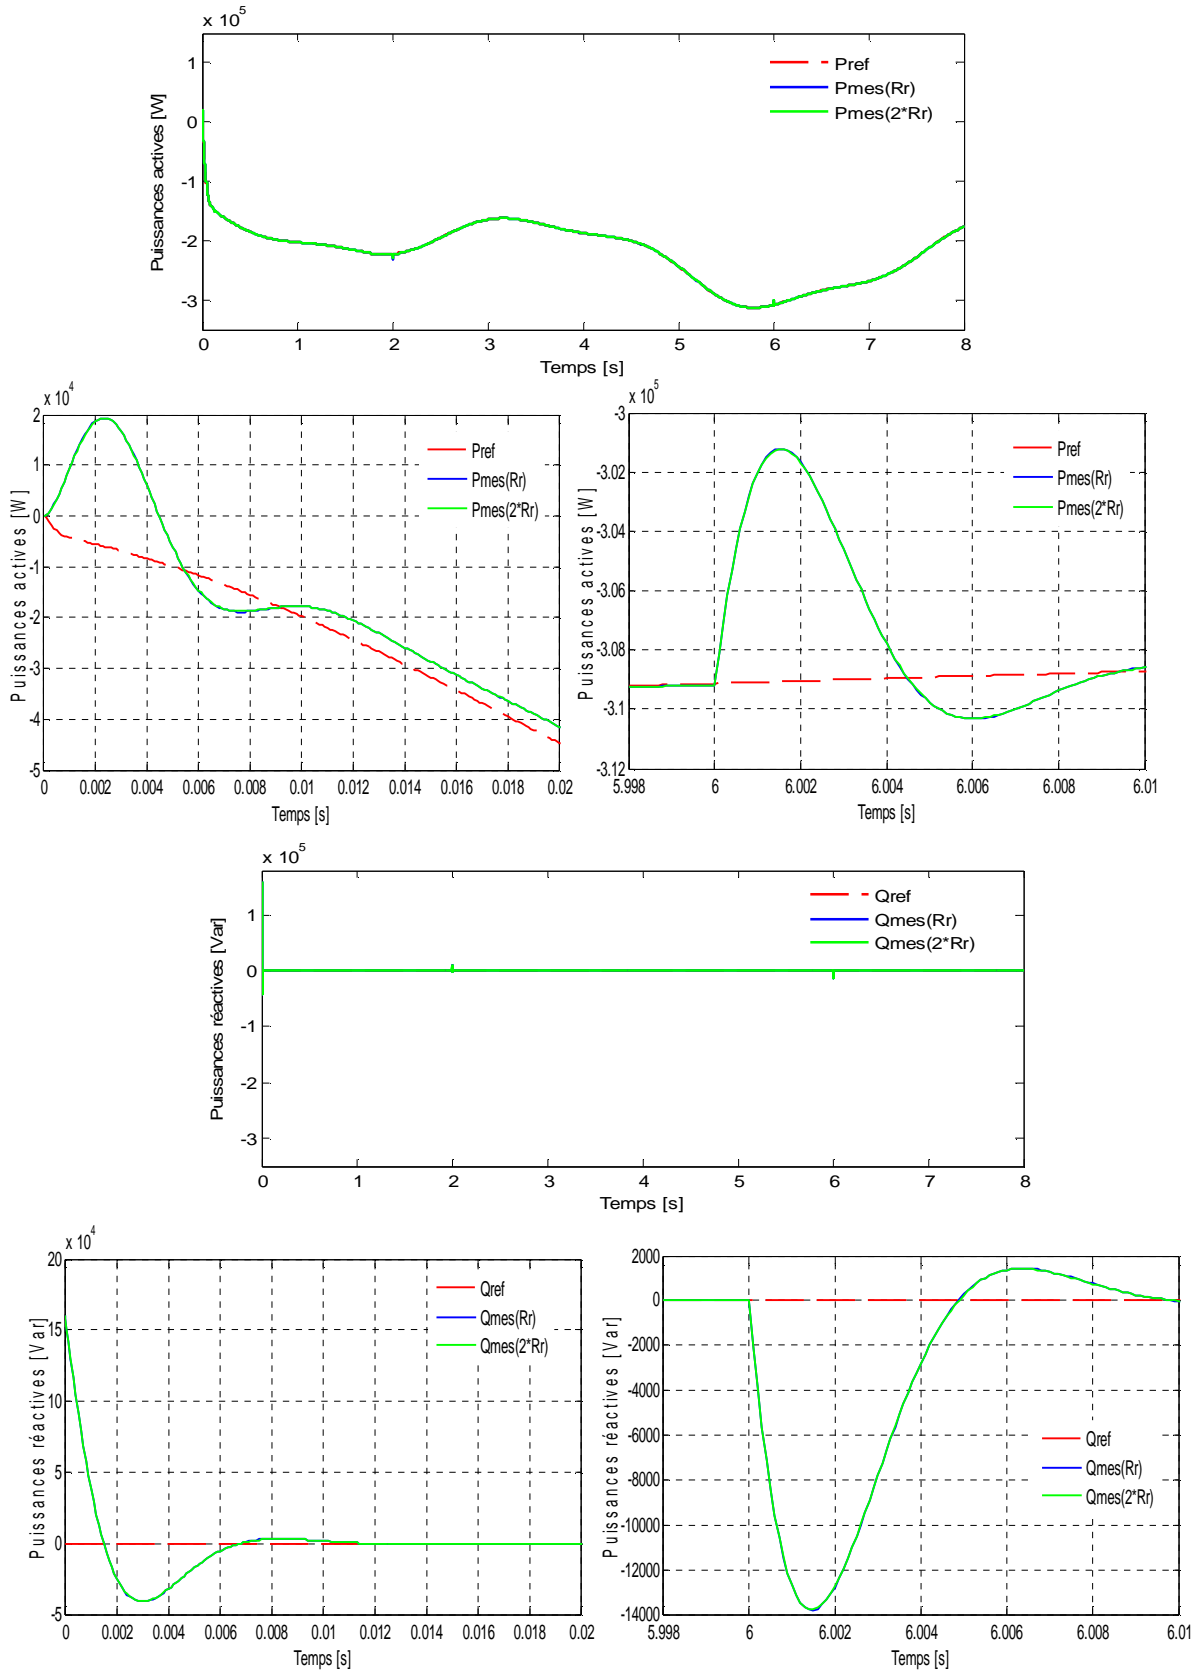 x 10^5
Puissances actives [W]
1
0
-1
-2
-3
Pref
Pmes(Rr)
Pmes(2*Rr)
0 1 2 3 4 5 6 7 8
Temps [s]
x 10^4
Puissances actives [W]
2
1
0
-1
-2
-3
-4
-5
Pref
Pmes(Rr)
Pmes(2*Rr)
0 0.002 0.004 0.006 0.008 0.01 0.012 0.014 0.016 0.018 0.02
Temps [s]
x 10^5
Puissances actives [W]
-3
-3.02
-3.04
-3.06
-3.08
-3.1
-3.12
Pref
Pmes(Rr)
Pmes(2*Rr)
5.998 6 6.002 6.004 6.006 6.008 6.01
Temps [s]
x 10^5
Puissances réactives [Var]
1
0
-1
-2
-3
Qref
Qmes(Rr)
Qmes(2*Rr)
0 1 2 3 4 5 6 7 8
Temps [s]
x 10^4
Puissances réactives [Var]
20
15
10
5
0
-5
Qref
Qmes(Rr)
Qmes(2*Rr)
0 0.002 0.004 0.006 0.008 0.01 0.012 0.014 0.016 0.018 0.02
Temps [s]
Puissances réactives [Var]
2000
0
-2000
-4000
-6000
-8000
-10000
-12000
-14000
Qref
Qmes(Rr)
Qmes(2*Rr)
5.998 6 6.002 6.004 6.006 6.008 6.01
Temps [s]